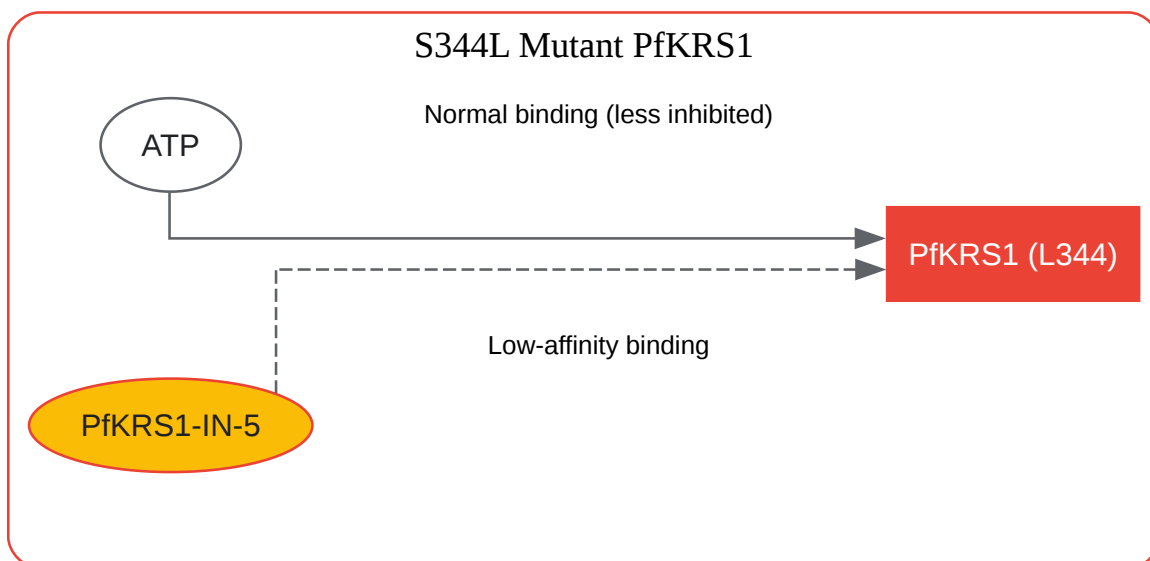 S344L Mutant PfKRS1
Normal binding (less inhibited)
ATP
PfKRS1 (L344)
Low-affinity binding
PfKRS1-IN-5